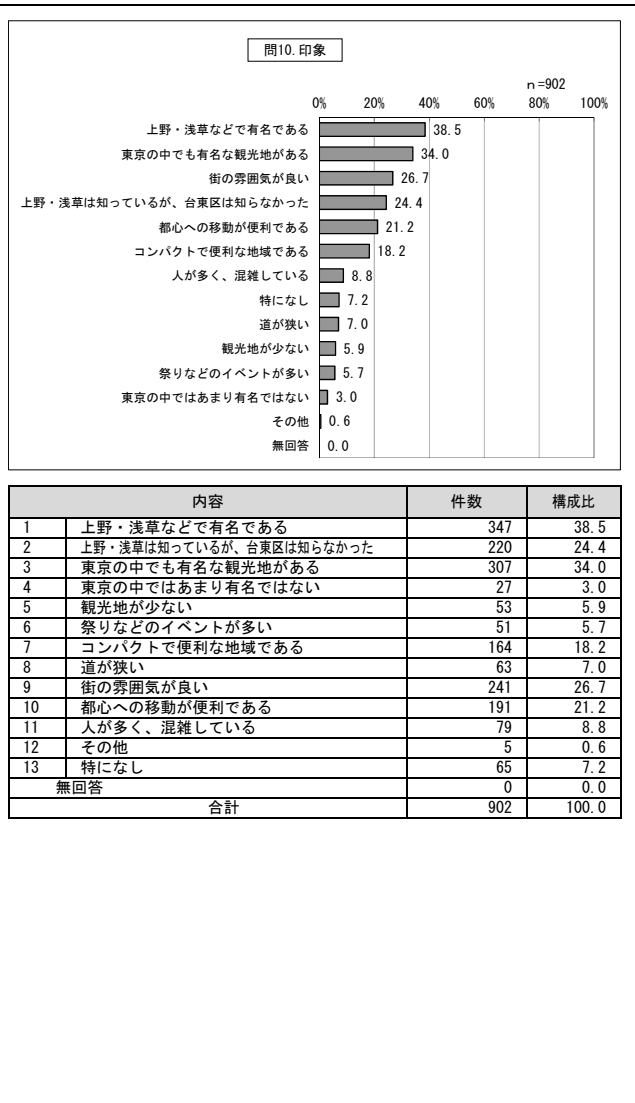 問10. 印象
n=902
0% 20% 40% 60% 80% 100%
上野・浅草などで有名である 38.5
東京の中でも有名な観光地がある 34.0
街の雰囲気が良い 26.7
上野・浅草は知っているが、台東区は知らなかった 24.4
都心への移動が便利である 21.2
コンパクトで便利な地域である 18.2
人が多く、混雑している 8.8
特になし 7.2
道が狭い 7.0
観光地が少ない 5.9
祭りなどのイベントが多い 5.7
東京の中ではあまり有名ではない 3.0
その他 0.6
無回答 0.0
内容 件数 構成比
1 上野・浅草などで有名である 347 38.5
2 上野・浅草は知っているが、台東区は知らなかった 220 24.4
3 東京の中でも有名な観光地がある 307 34.0
4 東京の中ではあまり有名ではない 27 3.0
5 観光地が少ない 53 5.9
6 祭りなどのイベントが多い 51 5.7
7 コンパクトで便利な地域である 164 18.2
8 道が狭い 63 7.0
9 街の雰囲気が良い 241 26.7
10 都心への移動が便利である 191 21.2
11 人が多く、混雑している 79 8.8
12 その他 5 0.6
13 特になし 65 7.2
無回答 0 0.0
合計 902 100.0